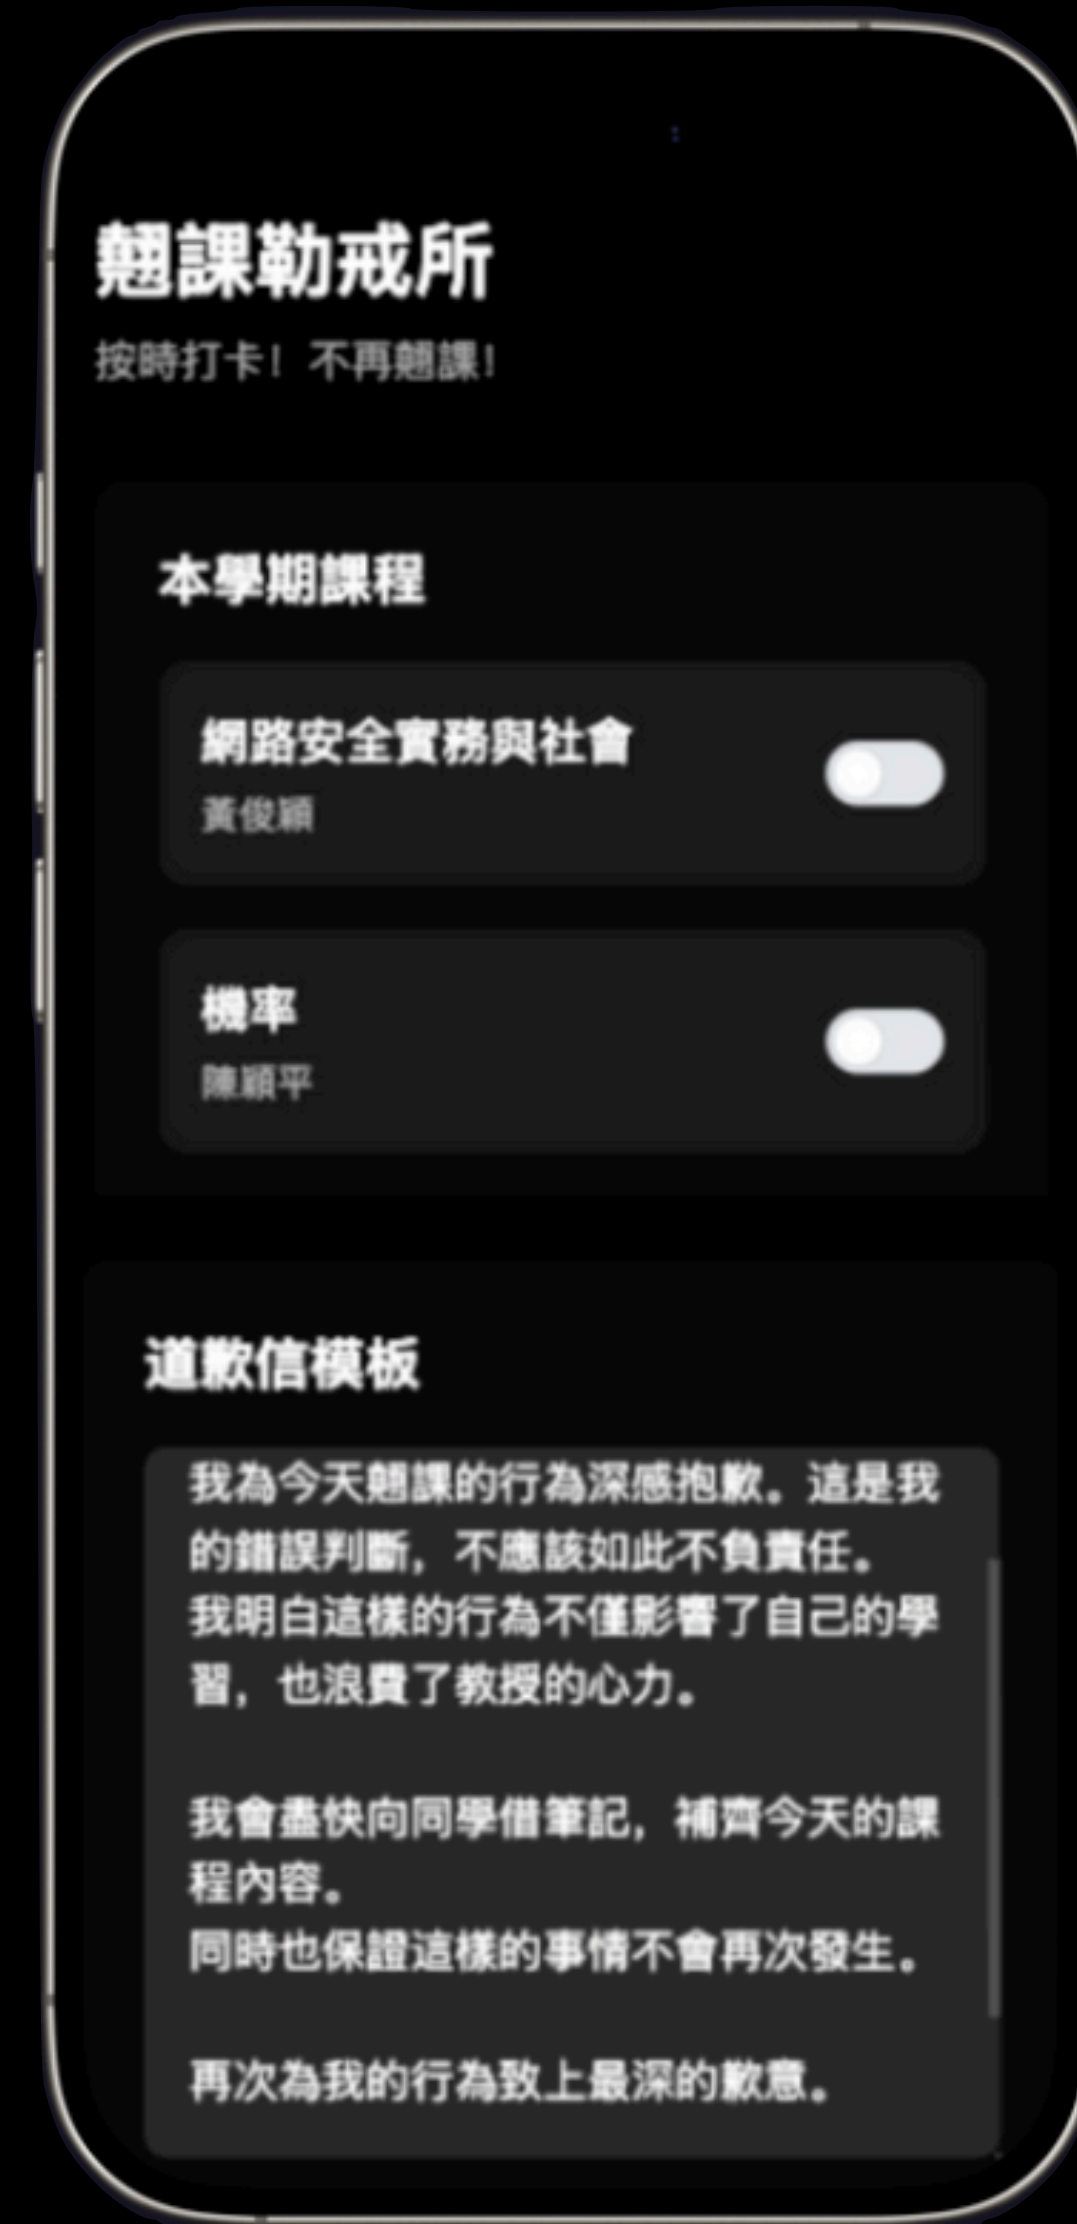 翹課勒戒所
按時打卡！不再翹課！
本學期課程
網路安全實務與社會
黃俊穎
機率
陳穎平
道歉信模板
我為今天翹課的行為深感抱歉。這是我
的錯誤判斷，不應該如此不負責任。
我明白這樣的行為不僅影響了自己的學
習，也浪費了教授的心力。
我會盡快向同學借筆記，補齊今天的課
程內容。
同時也保證這樣的事情不會再次發生。
再次為我的行為致上最深的歉意。